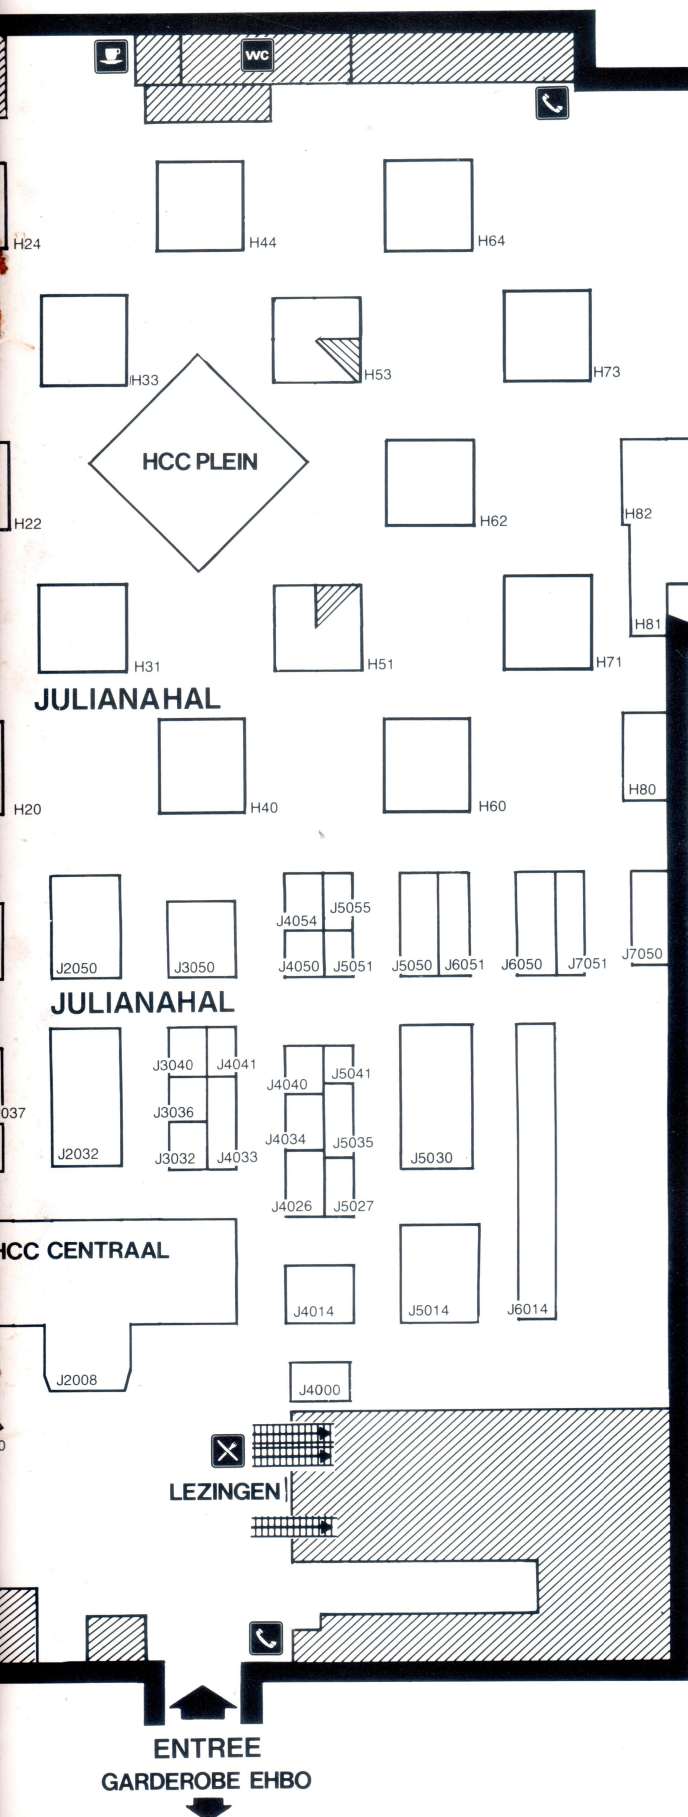 WC
H24
H44
H64
H33
H53
H73
HCC PLEIN
H22
H62
H82
H81
H31
H51
H71
JULIANAHAL
H20
H40
H60
H80
J4054
J5055
J2050
J3050
J4050
J5051
J5050
J6051
J6050
J7051
J7050
JULIANAHAL
J3040
J4041
J4040
J5041
037
J3036
J4034
J5035
J2032
J3032
J4033
J5030
J4026
J5027
HCC CENTRAAL
J4014
J5014
J6014
J2008
J4000
0
LEZINGEN
ENTREE
GARDEROBE EHBO